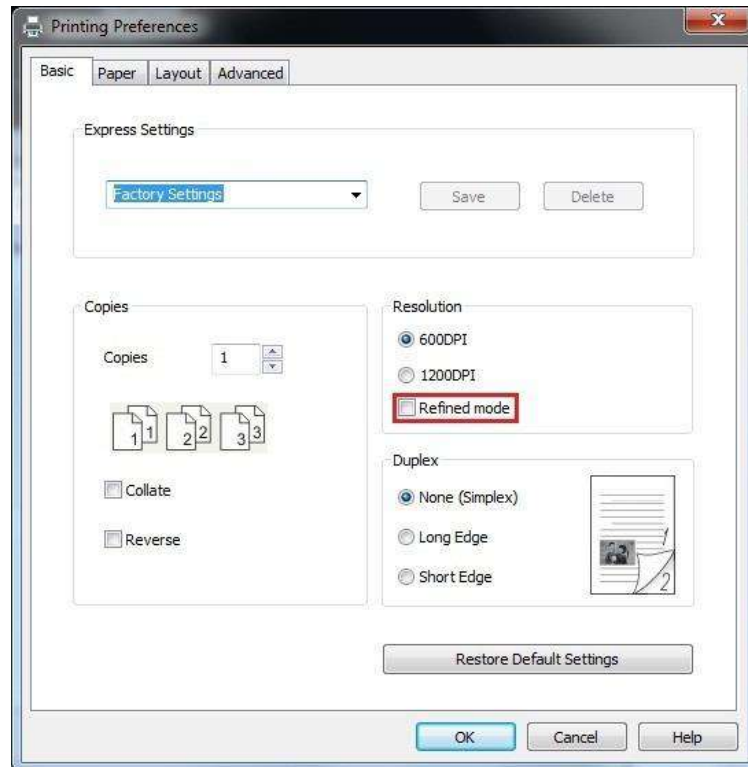 Printing Preferences
x
Basic Paper Layout Advanced
Express Settings
Factory Settings
Save Delete
Copies
Copies 1
1 1 2 2 3 3
Collate
Reverse
Resolution
600DPI
1200DPI
Refined mode
Duplex
None (Simplex)
Long Edge
Short Edge
1
2
Restore Default Settings
OK Cancel Help